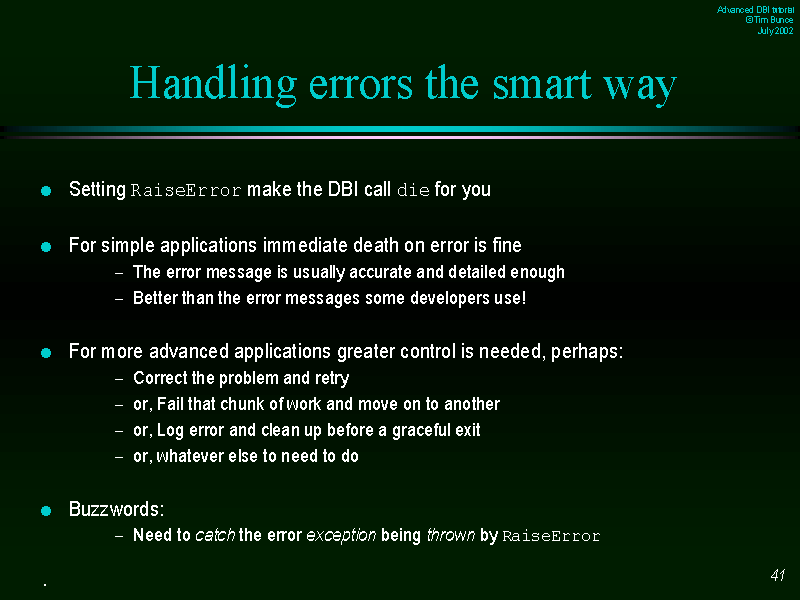 Advanced DBI tutorial
© Tim Bunce
July 2002
Handling errors the smart way
Setting RaiseError make the DBI call die for you
For simple applications immediate death on error is fine
– The error message is usually accurate and detailed enough
– Better than the error messages some developers use!
For more advanced applications greater control is needed, perhaps:
– Correct the problem and retry
– or, Fail that chunk of work and move on to another
– or, Log error and clean up before a graceful exit
– or, whatever else to need to do
Buzzwords:
– Need to catch the error exception being thrown by RaiseError
.
41